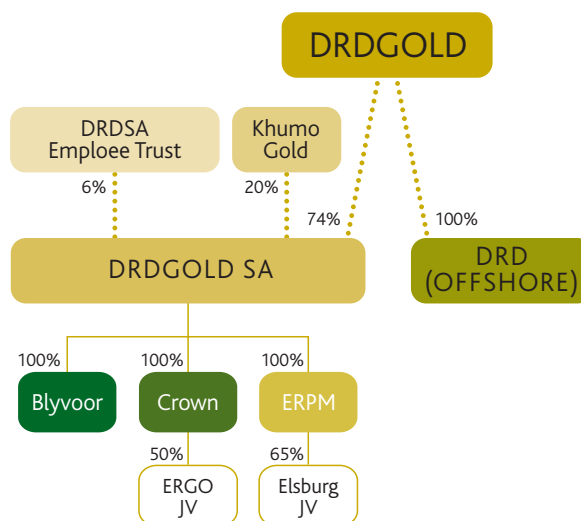 DRDGOLD
DRDSA
Emploee Trust
Khumo
Gold
6%
20%
74%
100%
DRDGOLD SA
DRD
(OFFSHORE)
100%
100%
100%
Blyvoor
Crown
ERPM
50%
65%
ERGO
JV
Elsburg
JV